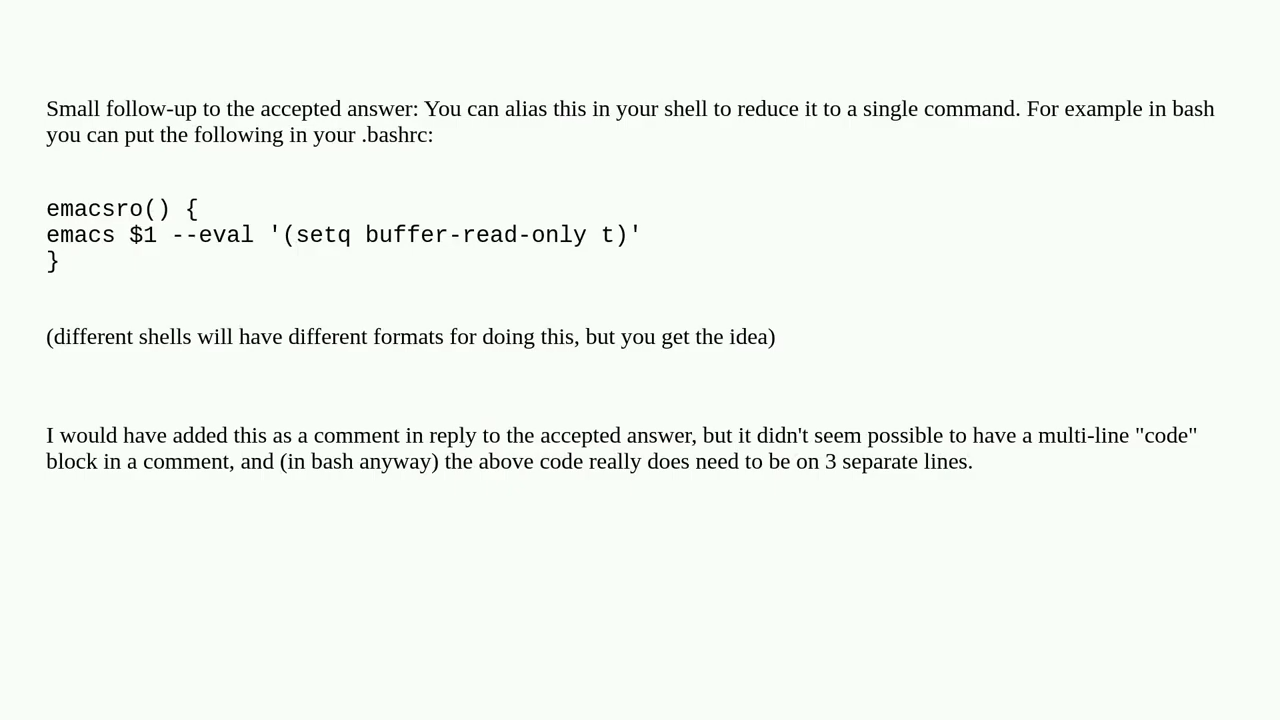 Small follow-up to the accepted answer: You can alias this in your shell to reduce it to a single command. For example in bash
you can put the following in your .bashrc:
emacsro() {
emacs $1 --eval '(setq buffer-read-only t)'
}
(different shells will have different formats for doing this, but you get the idea)
I would have added this as a comment in reply to the accepted answer, but it didn't seem possible to have a multi-line "code"
block in a comment, and (in bash anyway) the above code really does need to be on 3 separate lines.